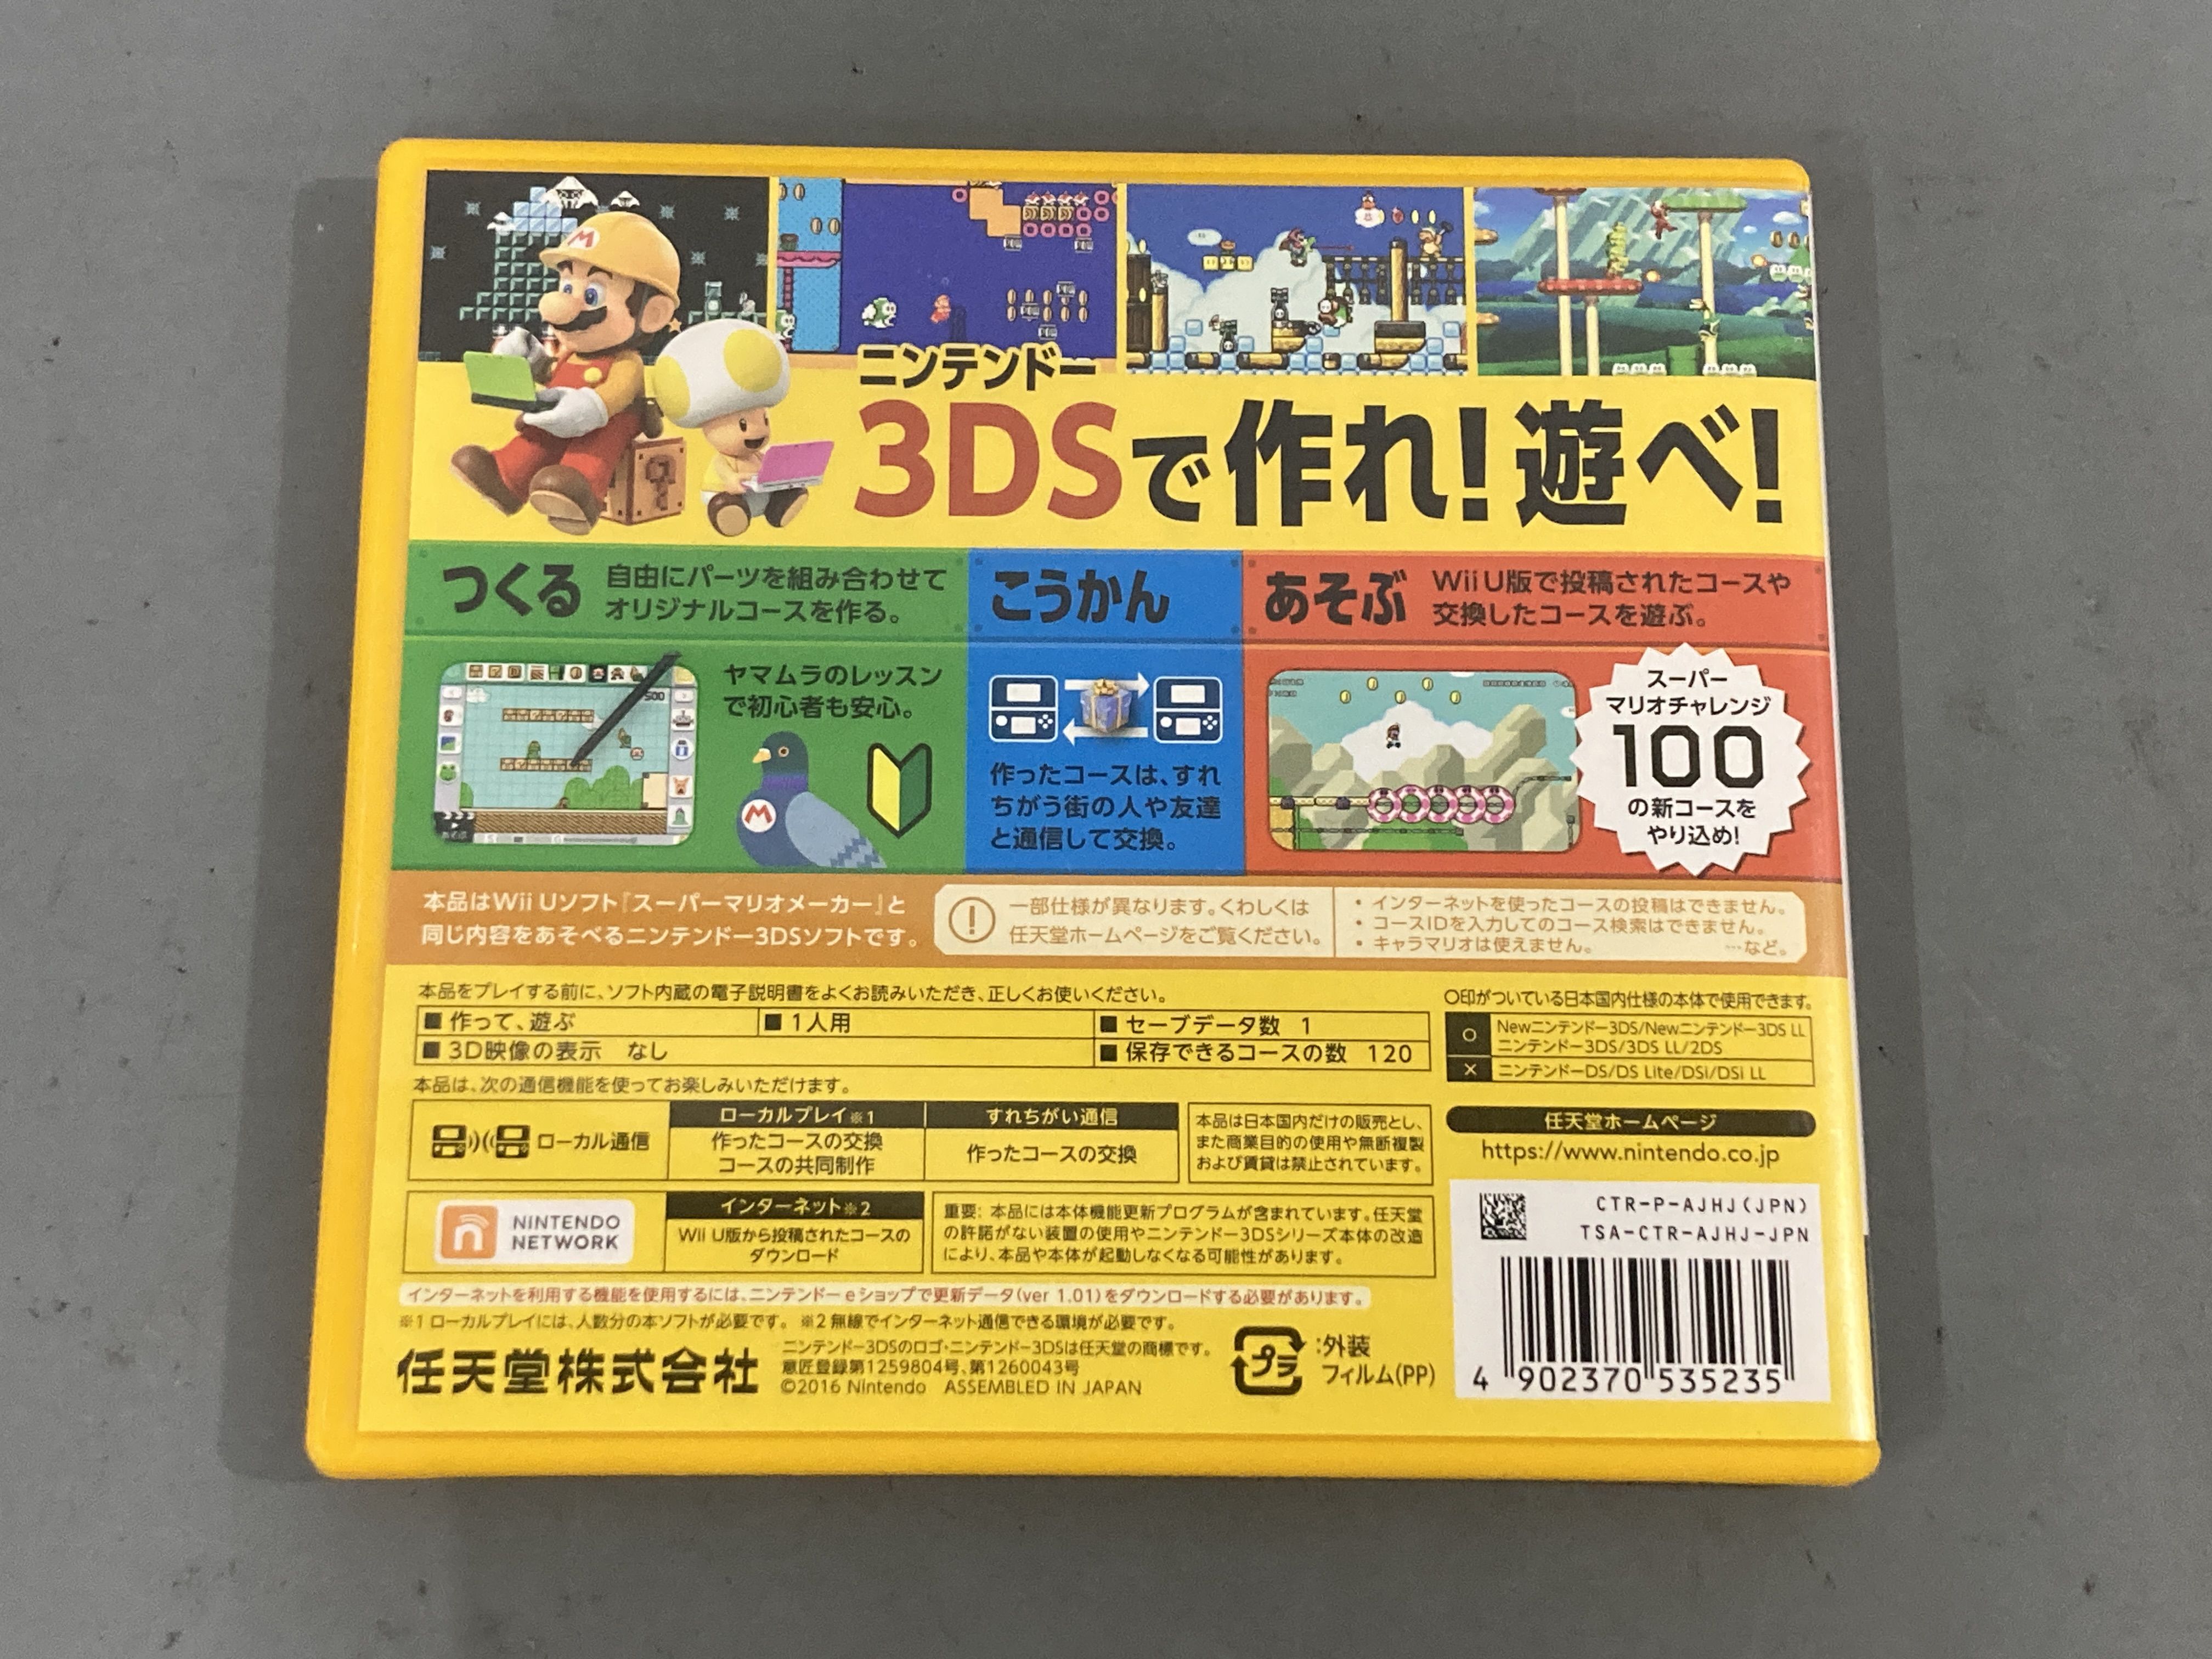 ニンテンドー
3DSで作れ！遊べ！
つくる
自由にパーツを組み合わせて
オリジナルコースを作る。
こうかん
あそぶ
Wii U版で投稿されたコースや
交換したコースを遊ぶ。
ヤマムラのレッスン
で初心者も安心。
作ったコースは、すれ
ちがう街の人や友達
と通信して交換。
スーパー
マリオチャレンジ
100
の新コースを
やり込め!
本品はWii Uソフト『スーパーマリオメーカー』と
同じ内容をあそべるニンテンドー3DSソフトです。
一部仕様が異なります。くわしくは
任天堂ホームページをご覧ください。
・インターネットを使ったコースの投稿はできません。
・コースIDを入力してのコース検索はできません。
・キャラマリオは使えません。 …など。
本品をプレイする前に、ソフト内蔵の電子説明書をよくお読みいただき、正しくお使いください。
■ 作って、遊ぶ
■ 1人用
■ セーブデータ数 1
■ 3D映像の表示 なし
■ 保存できるコースの数 120
○印がついている日本国内仕様の本体で使用できます。
○ Newニンテンドー3DS/Newニンテンドー3DS LL
ニンテンドー3DS/3DS LL/2DS
× ニンテンドーDS/DS Lite/DSi/DSi LL
本品は、次の通信機能を使ってお楽しみいただけます。
ローカル通信
ローカルプレイ※1
作ったコースの交換
コースの共同制作
すれちがい通信
作ったコースの交換
本品は日本国内だけの販売とし、
また商業目的の使用や無断複製
および賃貸は禁止されています。
任天堂ホームページ
https://www.nintendo.co.jp
NINTENDO
NETWORK
インターネット※2
Wii U版から投稿されたコースの
ダウンロード
重要: 本品には本体機能更新プログラムが含まれています。任天堂
の許諾がない装置の使用やニンテンドー3DSシリーズ本体の改造
により、本品や本体が起動しなくなる可能性があります。
CTR-P-AJHJ(JPN)
TSA-CTR-AJHJ-JPN
インターネットを利用する機能を使用するには、ニンテンドーeショップで更新データ(ver 1.01)をダウンロードする必要があります。
※1 ローカルプレイには、人数分の本ソフトが必要です。 ※2 無線でインターネット通信できる環境が必要です。
任天堂株式会社
ニンテンドー3DSのロゴ・ニンテンドー3DSは任天堂の商標です。
意匠登録第1259804号、第1260043号
©2016 Nintendo ASSEMBLED IN JAPAN
プラ
:外装
フィルム(PP)
4 902370 535235